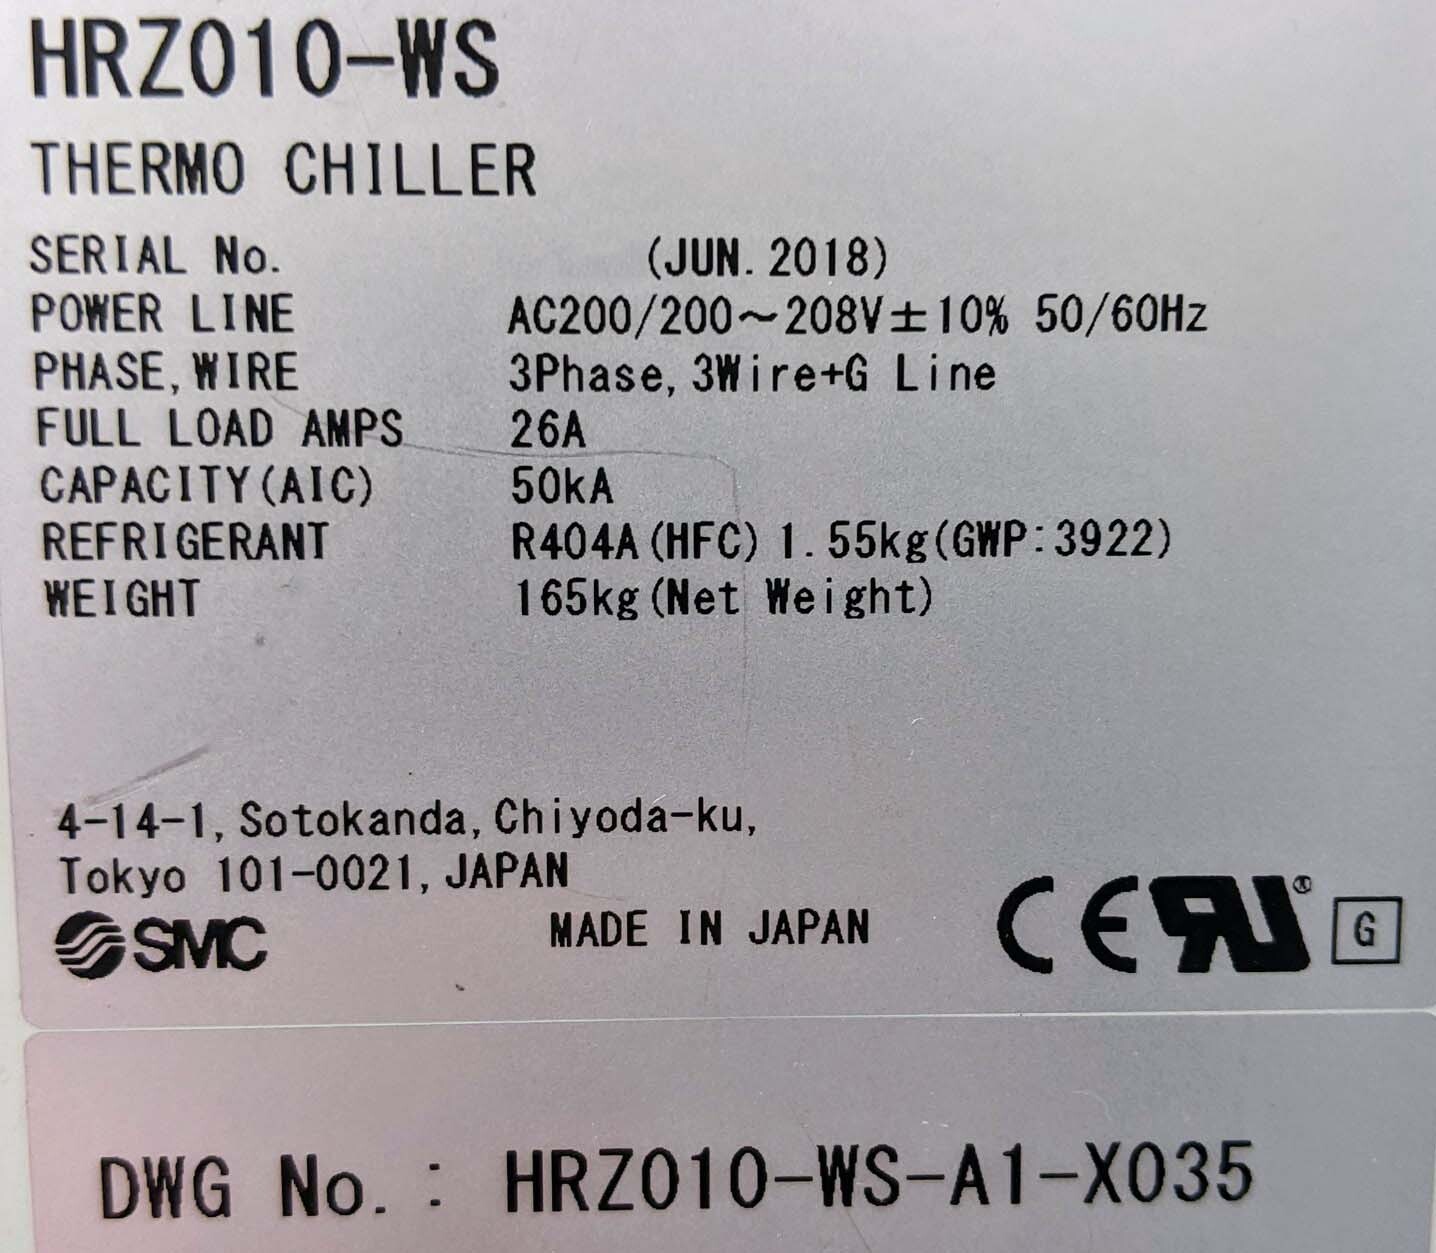 HRZ010-WS
THERMO CHILLER
SERIAL No. (JUN. 2018)
POWER LINE AC200/200~208V±10% 50/60Hz
PHASE, WIRE 3Phase, 3Wire+G Line
FULL LOAD AMPS 26A
CAPACITY(AIC) 50kA
REFRIGERANT R404A(HFC) 1.55kg(GWP:3922)
WEIGHT 165kg(Net Weight)
4-14-1, Sotokanda, Chiyoda-ku,
Tokyo 101-0021, JAPAN
SMC MADE IN JAPAN CE RU® G
DWG No. : HRZ010-WS-A1-X035